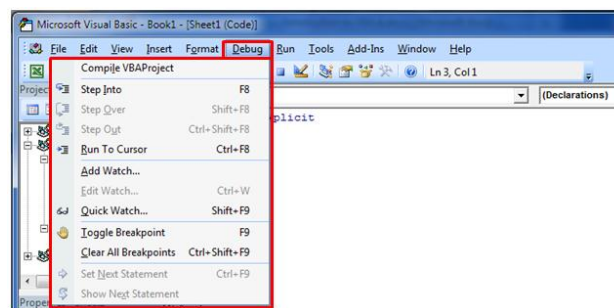 Microsoft Visual Basic - Book1 - [Sheet1 (Code)]
File Edit View Insert Format Debug Run Tools Add-Ins Window Help
Ln 3, Col 1
Compile VBAProject
(Declarations)
Step Into F8
Step Over Shift+F8
plicit
Step Out Ctrl+Shift+F8
Run To Cursor Ctrl+F8
Add Watch...
Edit Watch... Ctrl+W
Quick Watch... Shift+F9
Toggle Breakpoint F9
Clear All Breakpoints Ctrl+Shift+F9
Set Next Statement Ctrl+F9
Show Next Statement